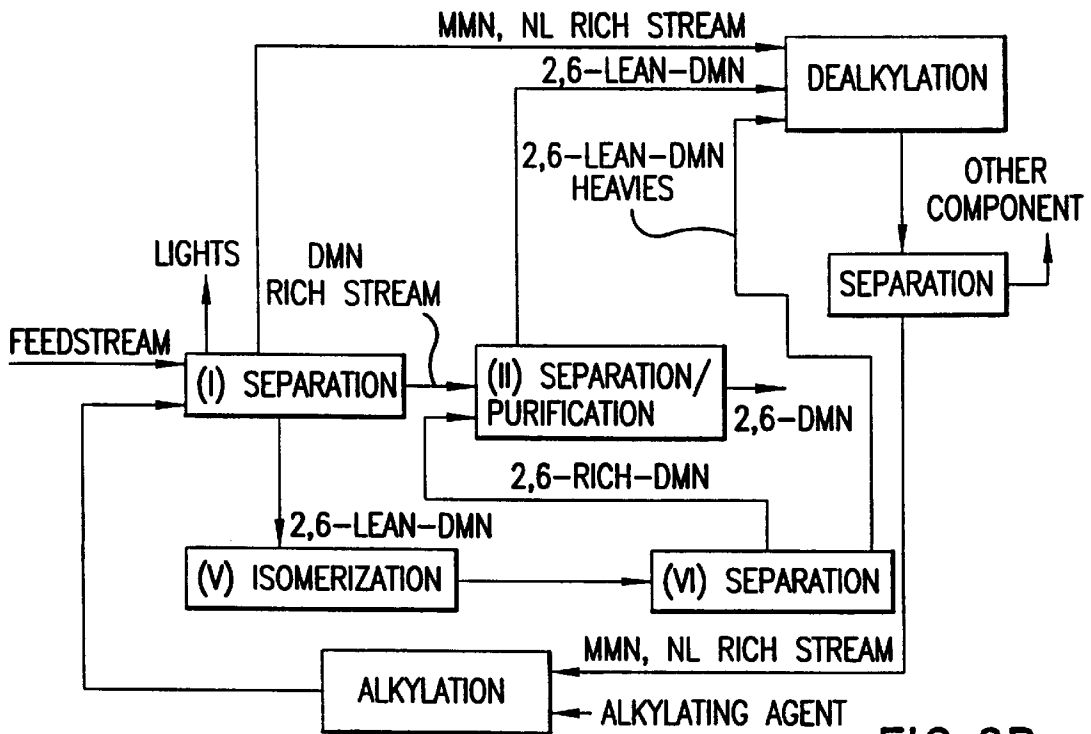 MMN, NL RICH STREAM
2,6-LEAN-DMN
DEALKYLATION
2,6-LEAN-DMN
HEAVIES
OTHER
COMPONENT
LIGHTS
DMN
RICH STREAM
SEPARATION
FEEDSTREAM
(I) SEPARATION
(II) SEPARATION/
PURIFICATION
2,6-DMN
2,6-RICH-DMN
2,6-LEAN-DMN
(V) ISOMERIZATION
(VI) SEPARATION
MMN, NL RICH STREAM
ALKYLATION
ALKYLATING AGENT